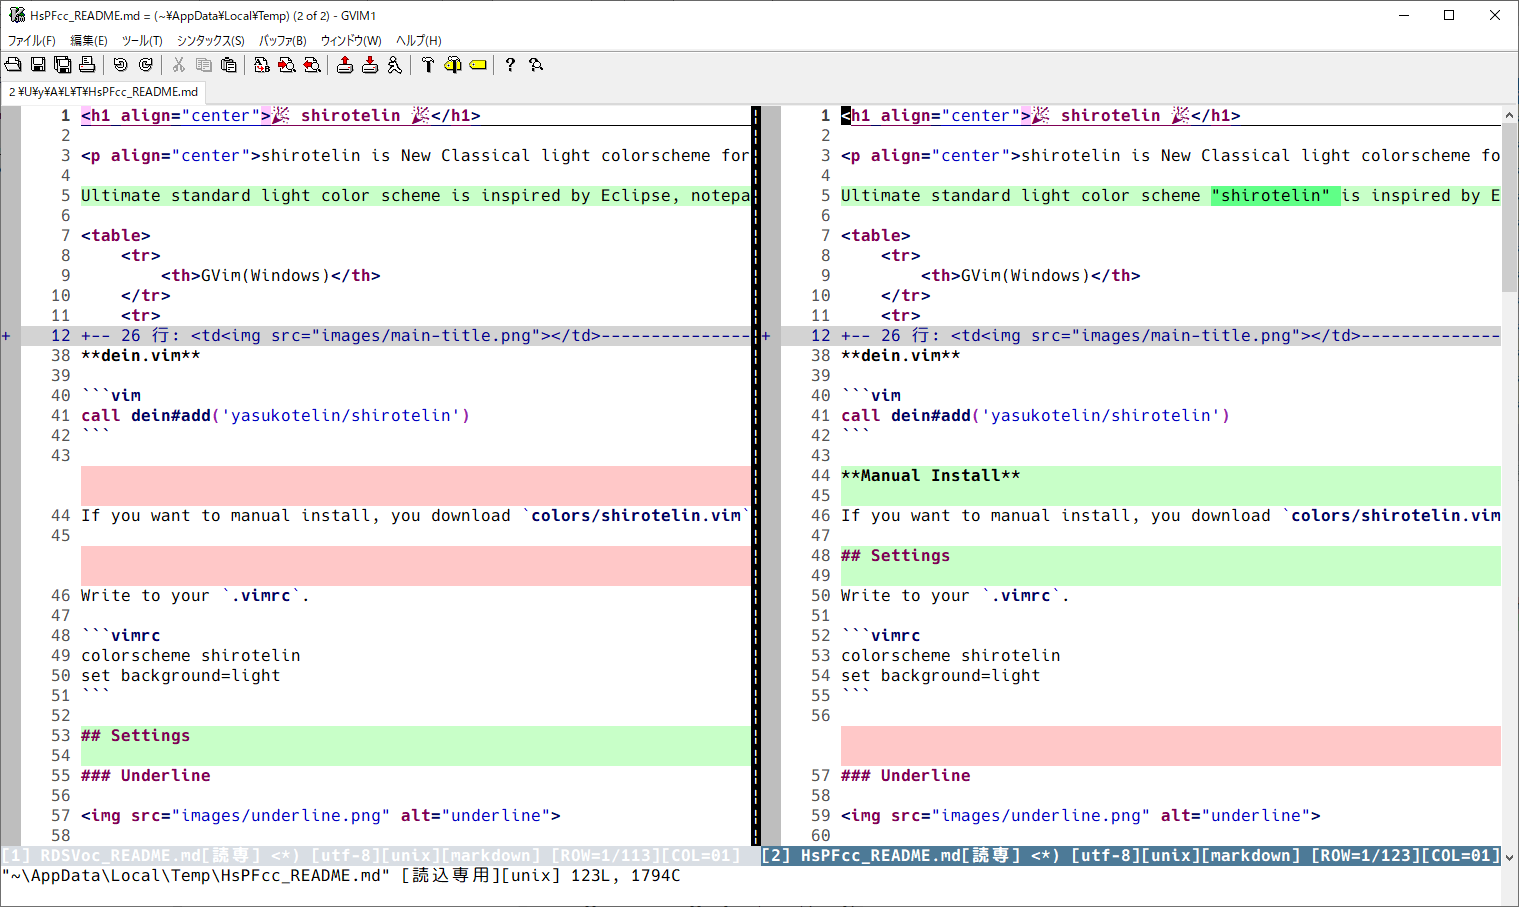 HsPFcc_README.md = (~¥AppData¥Local¥Temp) (2 of 2) - GVIM1
ファイル(F) 編集(E) ツール(T) シンタックス(S) バッファ(B) ウィンドウ(W) ヘルプ(H)
2 ¥U¥y¥A¥L¥T¥HsPFcc_README.md
1 <h1 align="center">🎉 shirotelin 🎉</h1>
2
3 <p align="center">shirotelin is New Classical light colorscheme for
4
5 Ultimate standard light color scheme is inspired by Eclipse, notepa
6
7 <table>
8 <tr>
9 <th>GVim(Windows)</th>
10 </tr>
11 <tr>
+ 12 +-- 26 行: <td<img src="images/main-title.png"></td>---------------
38 **dein.vim**
39
40 ```vim
41 call dein#add('yasukotelin/shirotelin')
42 ```
43
44 If you want to manual install, you download `colors/shirotelin.vim`
45
46 Write to your `.vimrc`.
47
48 ```vimrc
49 colorscheme shirotelin
50 set background=light
51 ```
52
53 ## Settings
54
55 ### Underline
56
57 <img src="images/underline.png" alt="underline">
58
[1] RDSVoc_README.md[読専] <*) [utf-8][unix][markdown] [ROW=1/113][COL=01]
1 <h1 align="center">🎉 shirotelin 🎉</h1>
2
3 <p align="center">shirotelin is New Classical light colorscheme fo
4
5 Ultimate standard light color scheme "shirotelin" is inspired by E
6
7 <table>
8 <tr>
9 <th>GVim(Windows)</th>
10 </tr>
11 <tr>
+ 12 +-- 26 行: <td<img src="images/main-title.png"></td>--------------
38 **dein.vim**
39
40 ```vim
41 call dein#add('yasukotelin/shirotelin')
42 ```
43
44 **Manual Install**
45
46 If you want to manual install, you download `colors/shirotelin.vim
47
48 ## Settings
49
50 Write to your `.vimrc`.
51
52 ```vimrc
53 colorscheme shirotelin
54 set background=light
55 ```
56
57 ### Underline
58
59 <img src="images/underline.png" alt="underline">
60
[2] HsPFcc_README.md[読専] <*) [utf-8][unix][markdown] [ROW=1/123][COL=01]
"~\AppData\Local\Temp\HsPFcc_README.md" [読込専用][unix] 123L, 1794C